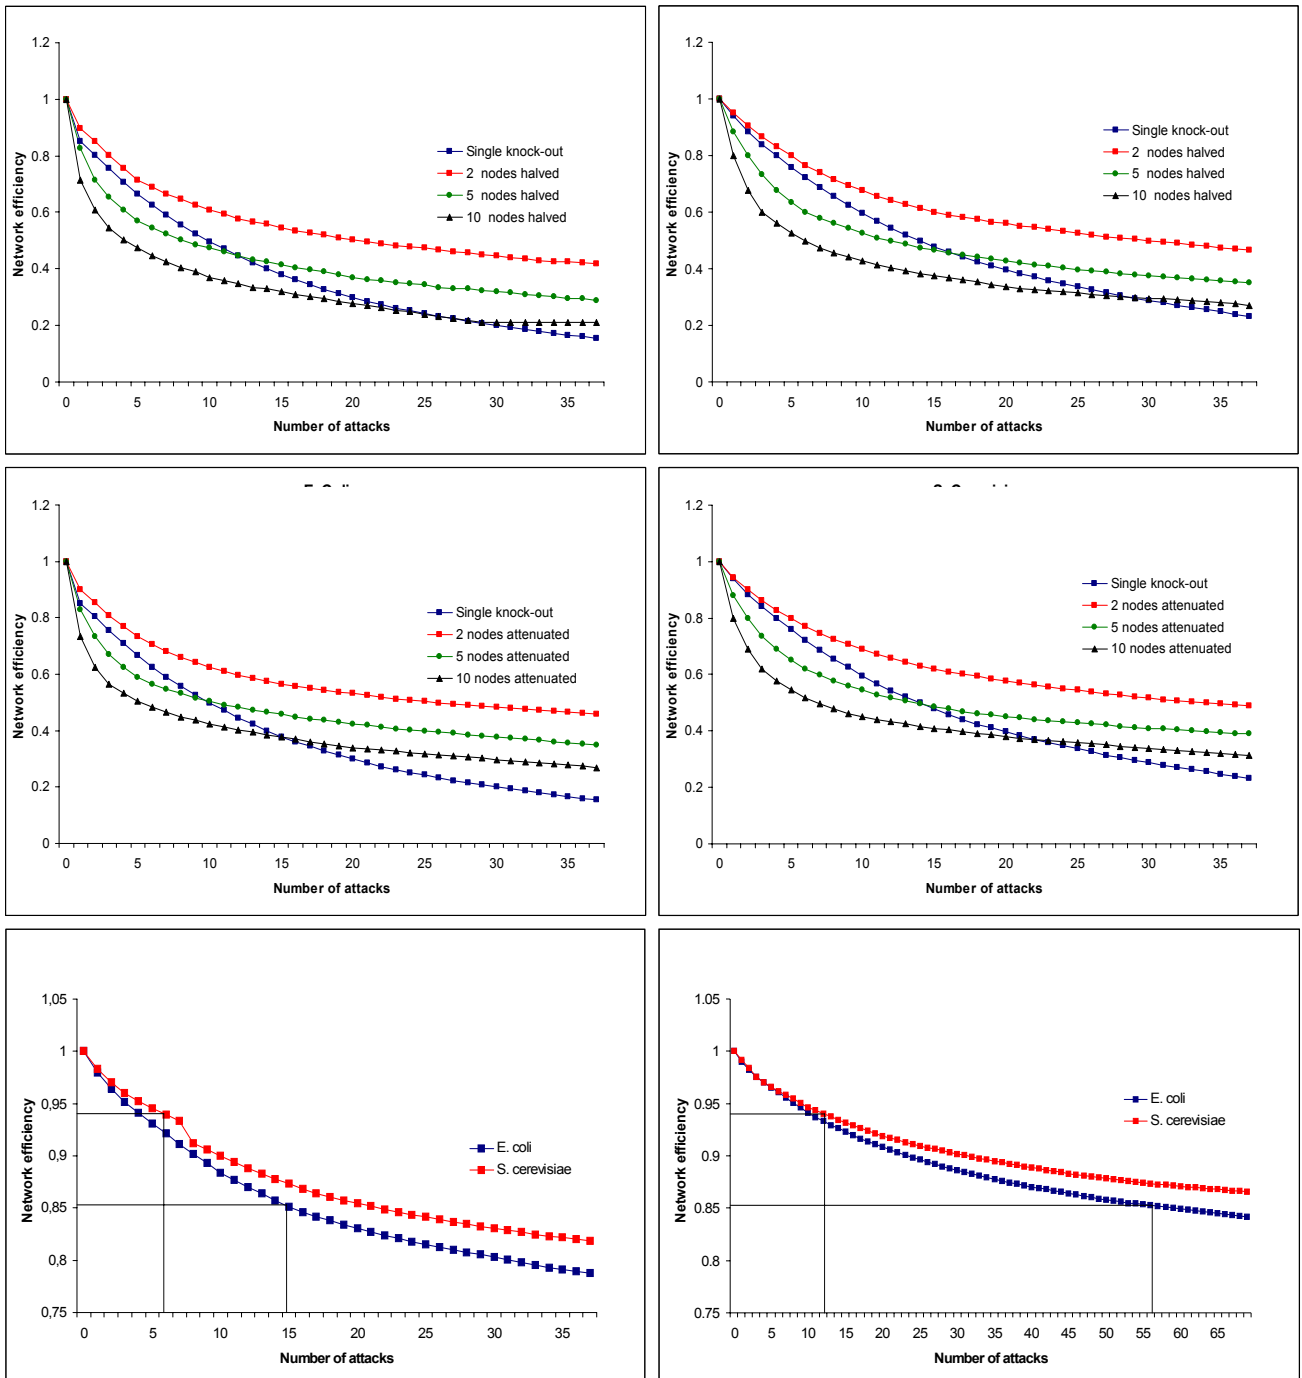 1.2
1
0.8
0.6
0.4
0.2
0
0 5 10 15 20 25 30 35
Network efficiency
Number of attacks
Single knock-out
2 nodes halved
5 nodes halved
10 nodes halved
1.2
1
0.8
0.6
0.4
0.2
0
0 5 10 15 20 25 30 35
Network efficiency
Number of attacks
Single knock-out
2 nodes halved
5 nodes halved
10 nodes halved
1.2
1
0.8
0.6
0.4
0.2
0
0 5 10 15 20 25 30 35
Network efficiency
Number of attacks
Single knock-out
2 nodes attenuated
5 nodes attenuated
10 nodes attenuated
1.2
1
0.8
0.6
0.4
0.2
0
0 5 10 15 20 25 30 35
Network efficiency
Number of attacks
Single knock-out
2 nodes attenuated
5 nodes attenuated
10 nodes attenuated
1,05
1
0,95
0,9
0,85
0,8
0,75
0 5 10 15 20 25 30 35
Network efficiency
Number of attacks
E. coli
S. cerevisiae
1.05
1
0.95
0.9
0.85
0.8
0.75
0 5 10 15 20 25 30 35 40 45 50 55 60 65
Network efficiency
Number of attacks
E. coli
S. cerevisiae